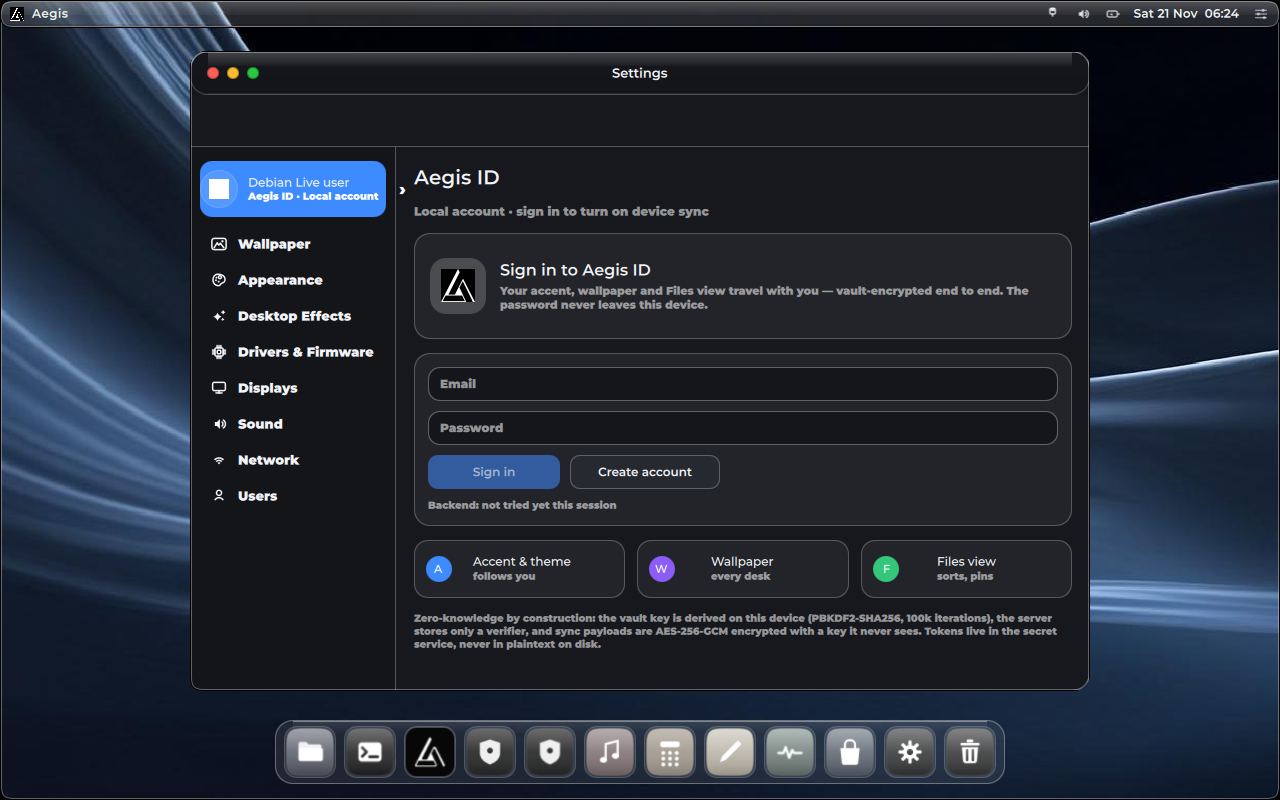 Aegis
Sat 21 Nov 06:24
Settings
Debian Live user
Aegis ID · Local account
Wallpaper
Appearance
Desktop Effects
Drivers & Firmware
Displays
Sound
Network
Users
› Aegis ID
Local account · sign in to turn on device sync
Sign in to Aegis ID
Your accent, wallpaper and Files view travel with you — vault-encrypted end to end. The
password never leaves this device.
Email
Password
Sign in
Create account
Backend: not tried yet this session
A
Accent & theme
follows you
W
Wallpaper
every desk
F
Files view
sorts, pins
Zero-knowledge by construction: the vault key is derived on this device (PBKDF2-SHA256, 100k iterations), the server
stores only a verifier, and sync payloads are AES-256-GCM encrypted with a key it never sees. Tokens live in the secret
service, never in plaintext on disk.